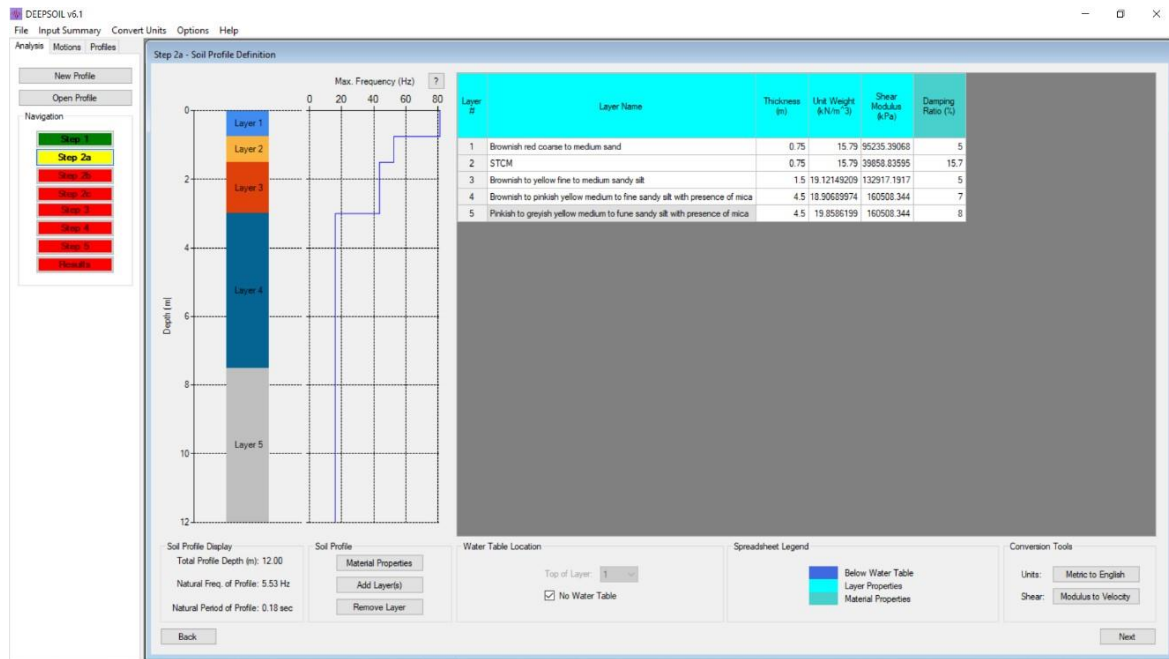 DEEPSOIL v6.1
File Input Summary Convert Units Options Help
Analysis Motions Profiles
New Profile
Open Profile
Navigation
Step 1
Step 2a
Step 2b
Step 2c
Step 3
Step 4
Step 5
Results
Step 2a - Soil Profile Definition
Max. Frequency (Hz) ?
0 20 40 60 80
0
2
4
6
8
10
12
Depth (m)
Layer 1
Layer 2
Layer 3
Layer 4
Layer 5
Layer # Layer Name Thickness (m) Unit Weight (kN/m^3) Shear Modulus (kPa) Damping Ratio (%)
1 Brownish red coarse to medium sand 0.75 15.79 95235.39068 5
2 STCM 0.75 15.79 39858.83595 15.7
3 Brownish to yellow fine to medium sandy silt 1.5 19.12149209 132917.1917 5
4 Brownish to pinkish yellow medium to fine sandy silt with presence of mica 4.5 18.90689974 160508.344 7
5 Pinkish to greyish yellow medium to fune sandy silt with presence of mica 4.5 19.8586199 160508.344 8
Soil Profile Display
Total Profile Depth (m): 12.00
Natural Freq. of Profile: 5.53 Hz
Natural Period of Profile: 0.18 sec
Soil Profile
Material Properties
Add Layer(s)
Remove Layer
Water Table Location
Top of Layer: 1
No Water Table
Spreadsheet Legend
Below Water Table
Layer Properties
Material Properties
Conversion Tools
Units: Metric to English
Shear: Modulus to Velocity
Back
Next